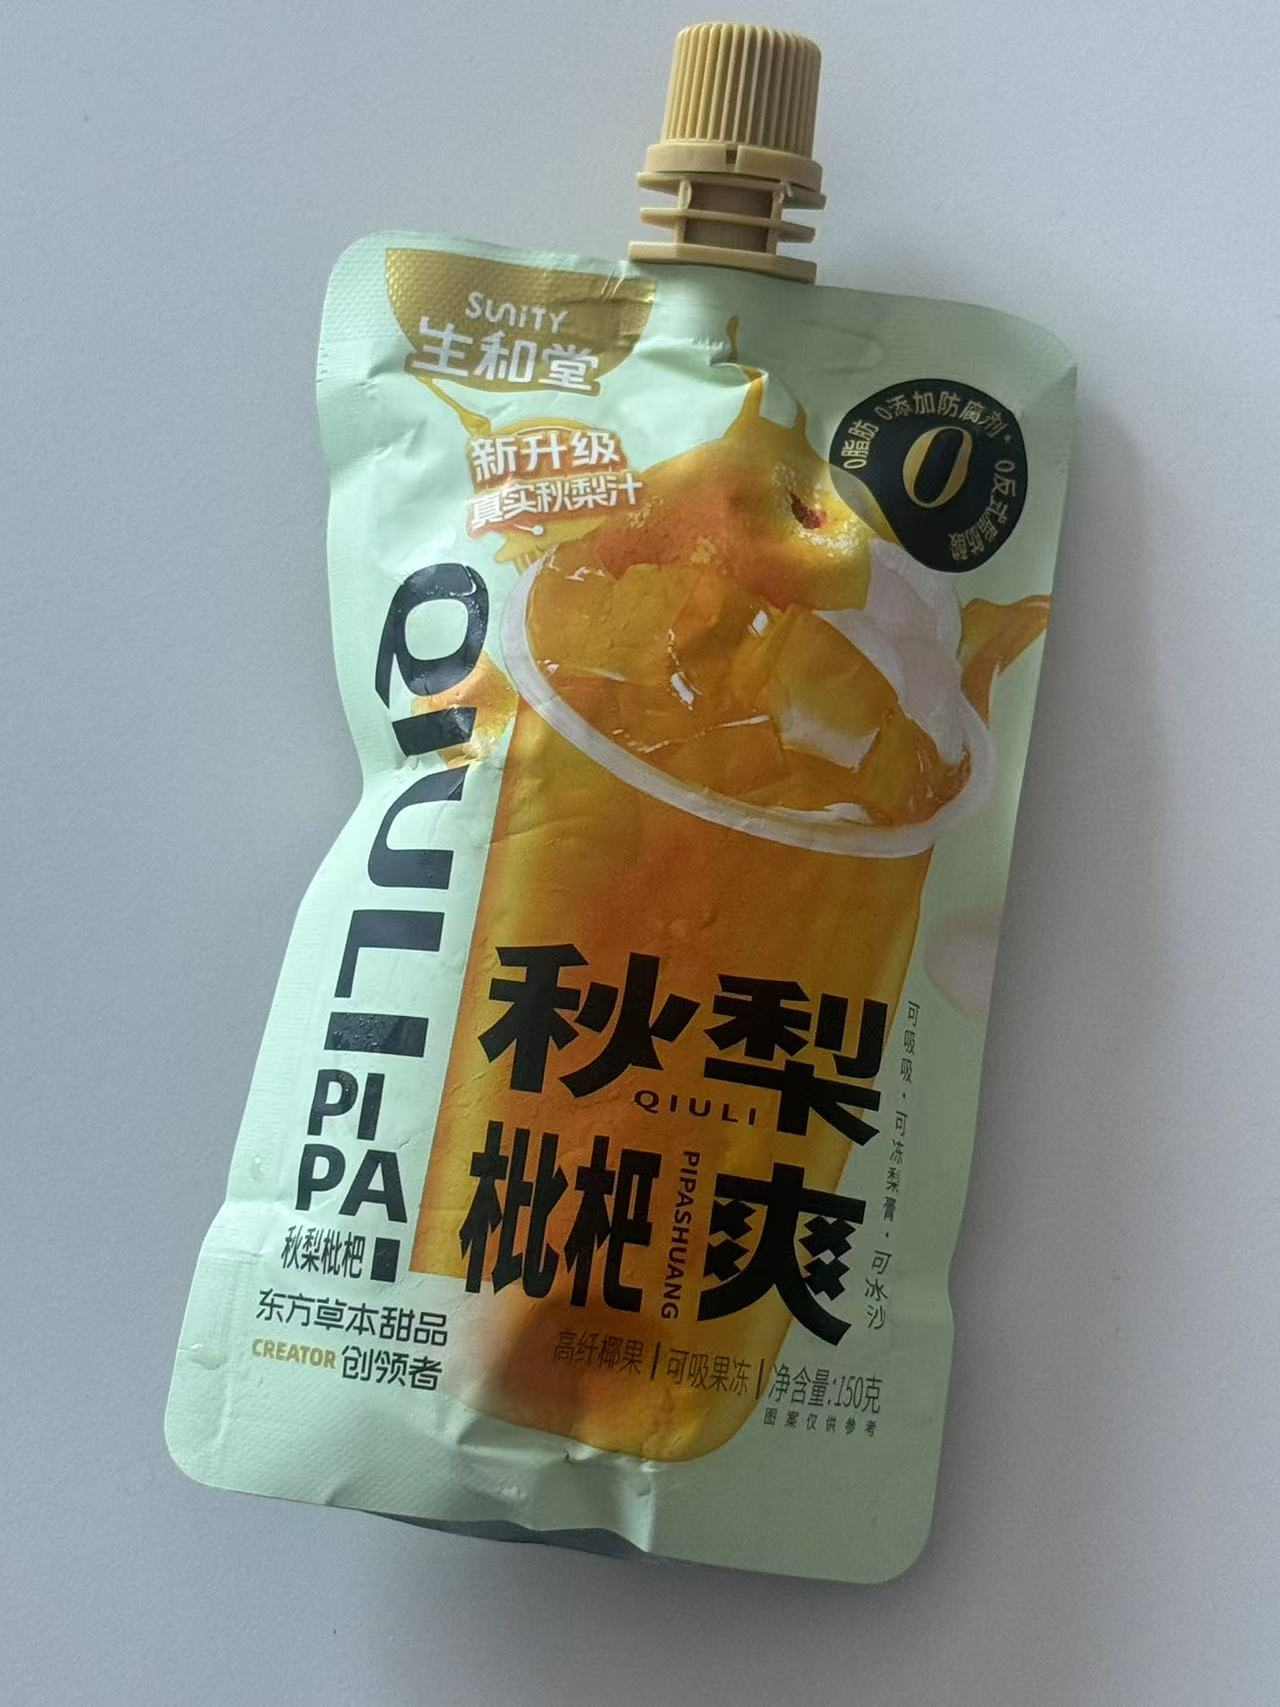 SUNITY
生和堂
新升级
真实秋梨汁
0脂肪 0添加防腐剂·0反式脂肪酸
0
QIULI
PI
PA
秋梨枇杷
东方草本甜品
CREATOR 创领者
秋梨
QIULI
枇杷爽
PIPASHUANG
可吸吸·可冻梨膏·可冰沙
高纤椰果|可吸果冻|净含量:150克
图案仅供参考